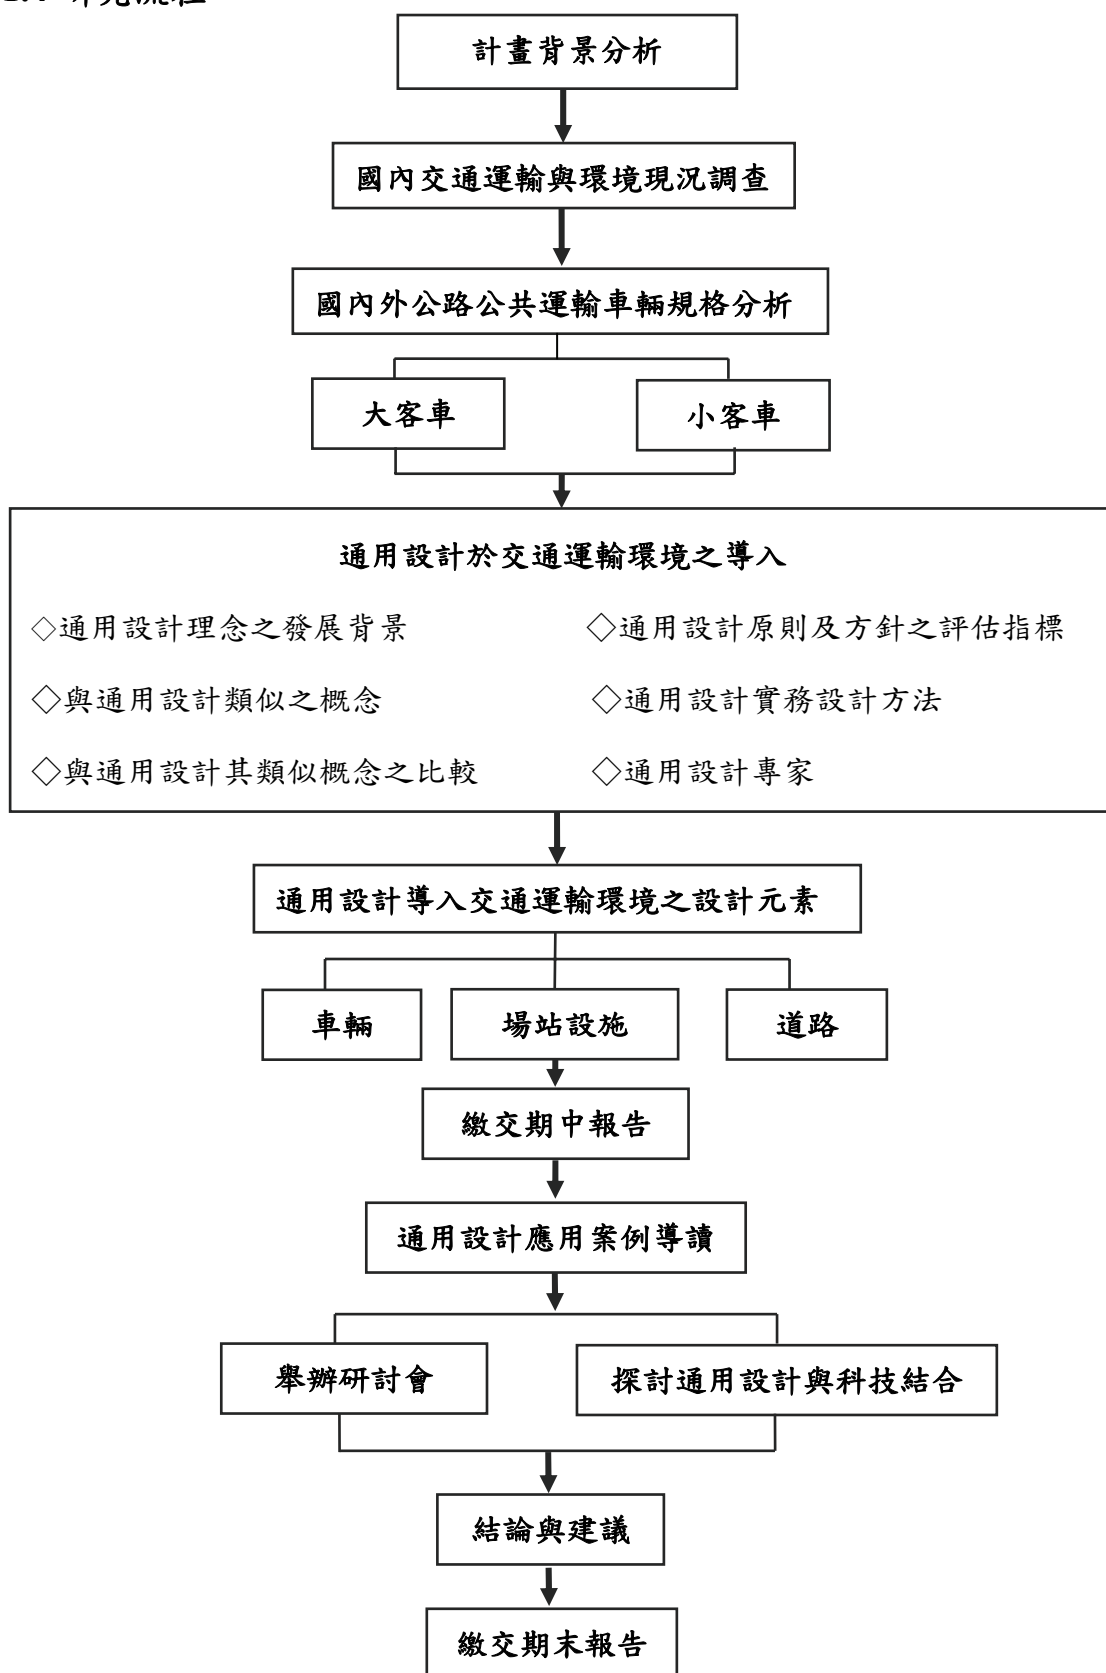 計畫背景分析
國內交通運輸與環境現況調查
國內外公路公共運輸車輛規格分析
大客車
小客車
通用設計於交通運輸環境之導入
◇通用設計理念之發展背景
◇通用設計原則及方針之評估指標
◇與通用設計類似之概念
◇通用設計實務設計方法
◇與通用設計其類似概念之比較
◇通用設計專家
通用設計導入交通運輸環境之設計元素
車輛
場站設施
道路
繳交期中報告
通用設計應用案例導讀
舉辦研討會
探討通用設計與科技結合
結論與建議
繳交期末報告